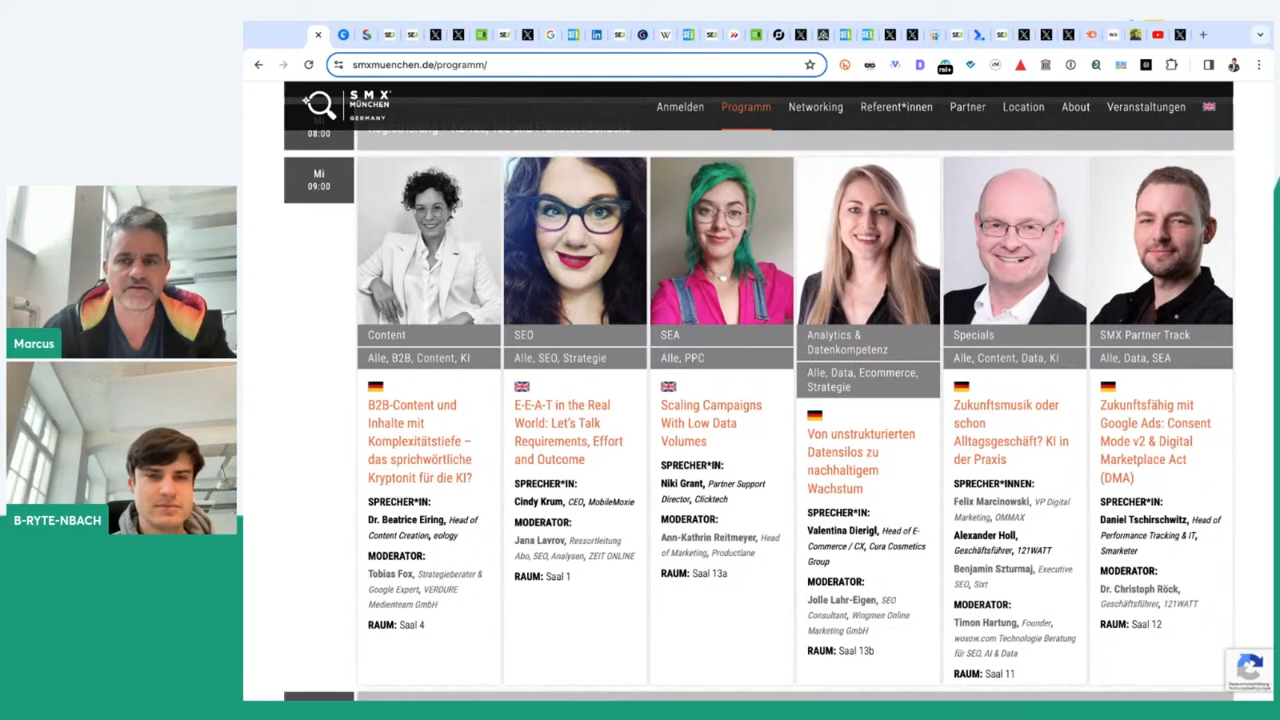 smxmuenchen.de/programm/
SMX
MÜNCHEN
GERMANY
Anmelden
Programm
Networking
Referent*innen
Partner
Location
About
Veranstaltungen
08:00
Mi
09:00
Content
Alle, B2B, Content, KI
B2B-Content und
Inhalte mit
Komplexitätstiefe –
das sprichwörtliche
Kryptonit für die KI?
SPRECHER*IN:
Dr. Beatrice Eiring, Head of
Content Creation, eology
MODERATOR:
Tobias Fox, Strategieberater &
Google Expert, VERDURE
Medienteam GmbH
RAUM: Saal 4
SEO
Alle, SEO, Strategie
E-E-A-T in the Real
World: Let's Talk
Requirements, Effort
and Outcome
SPRECHER*IN:
Cindy Krum, CEO, MobileMoxie
MODERATOR:
Jana Lavrov, Ressortleitung
Abo, SEO, Analysen, ZEIT ONLINE
RAUM: Saal 1
SEA
Alle, PPC
Scaling Campaigns
With Low Data
Volumes
SPRECHER*IN:
Niki Grant, Partner Support
Director, Clicktech
MODERATOR:
Ann-Kathrin Reitmeyer, Head
of Marketing, Productlane
RAUM: Saal 13a
Analytics &
Datenkompetenz
Alle, Data, Ecommerce,
Strategie
Von unstrukturierten
Datensilos zu
nachhaltigem
Wachstum
SPRECHER*IN:
Valentina Dierigl, Head of E-
Commerce / CX, Cura Cosmetics
Group
MODERATOR:
Jolle Lahr-Eigen, SEO
Consultant, Wingmen Online
Marketing GmbH
RAUM: Saal 13b
Specials
Alle, Content, Data, KI
Zukunftsmusik oder
schon
Alltagsgeschäft? KI in
der Praxis
SPRECHER*INNEN:
Felix Marcinowski, VP Digital
Marketing, OMMAX
Alexander Holl,
Geschäftsführer, 121WATT
Benjamin Szturmaj, Executive
SEO, Sixt
MODERATOR:
Timon Hartung, Founder,
woxow.com Technologie Beratung
für SEO, AI & Data
RAUM: Saal 11
SMX Partner Track
Alle, Data, SEA
Zukunftsfähig mit
Google Ads: Consent
Mode v2 & Digital
Marketplace Act
(DMA)
SPRECHER*IN:
Daniel Tschirschwitz, Head of
Performance Tracking & IT,
Smarketer
MODERATOR:
Dr. Christoph Röck,
Geschäftsführer, 121WATT
RAUM: Saal 12
Marcus
B-RYTE-NBACH